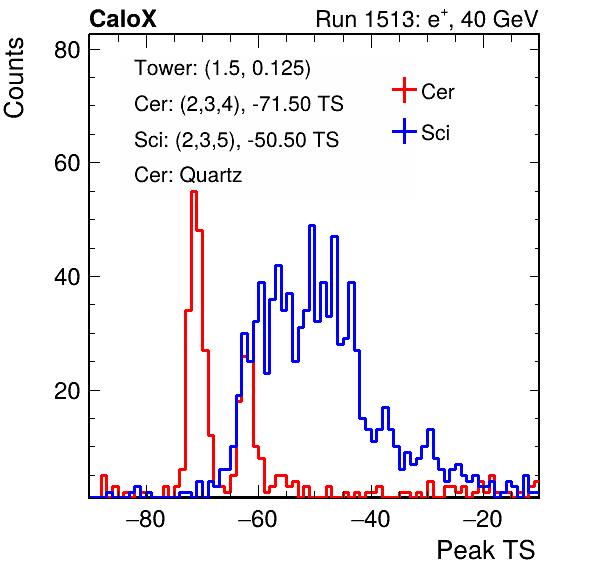 CaloX Run 1513: e⁺, 40 GeV
Counts
80
60
40
20
Tower: (1.5, 0.125)
Cer: (2,3,4), -71.50 TS
Sci: (2,3,5), -50.50 TS
Cer: Quartz
Cer
Sci
−80 −60 −40 −20
Peak TS